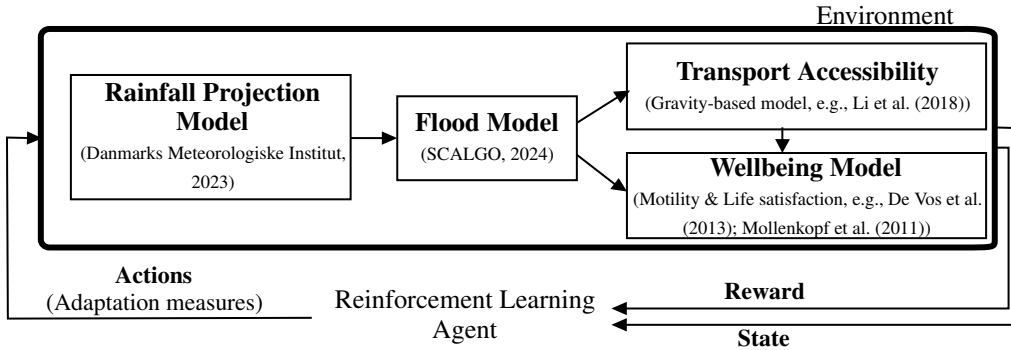 Environment
Rainfall Projection
Model
(Danmarks Meteorologiske Institut,
2023)
Flood Model
(SCALGO, 2024)
Transport Accessibility
(Gravity-based model, e.g., Li et al. (2018))
Wellbeing Model
(Motility & Life satisfaction, e.g., De Vos et al.
(2013); Mollenkopf et al. (2011))
Actions
(Adaptation measures)
Reinforcement Learning
Agent
Reward
State